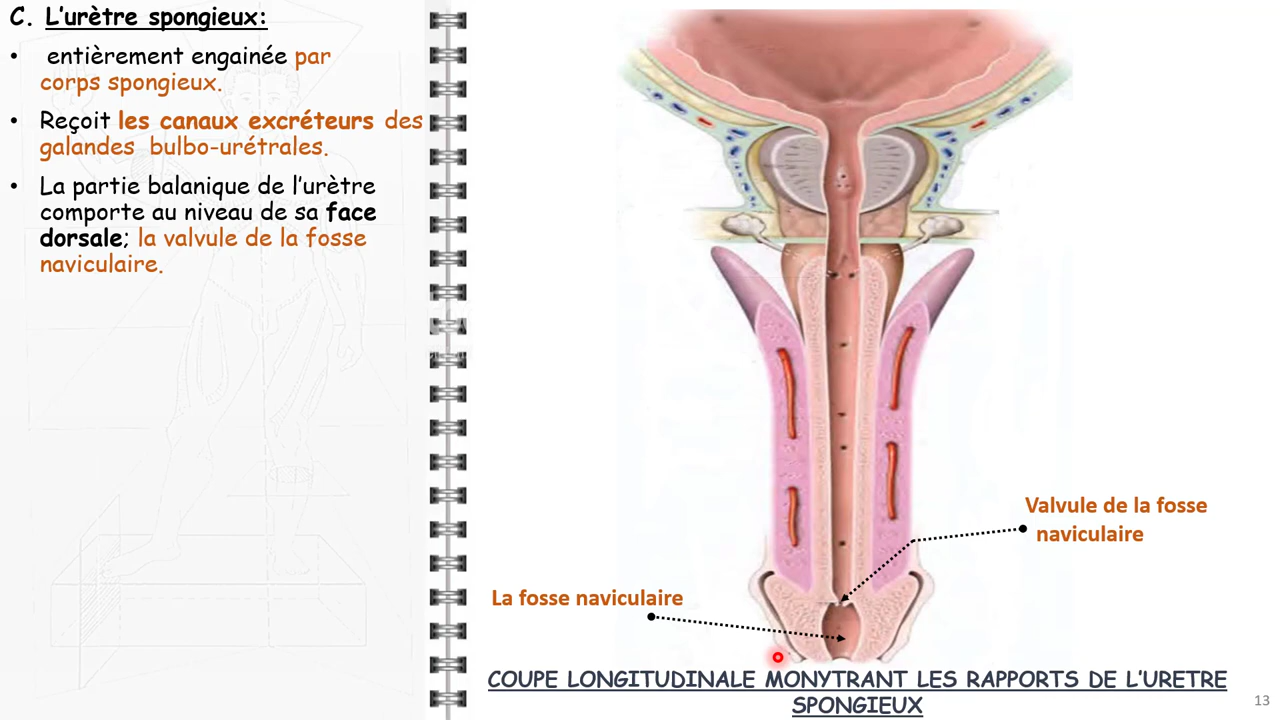 C. L'urètre spongieux:
• entièrement engainée par
corps spongieux.
• Reçoit les canaux excréteurs des
galandes bulbo-urétrales.
• La partie balanique de l'urètre
comporte au niveau de sa face
dorsale; la valvule de la fosse
naviculaire.
Valvule de la fosse
naviculaire
La fosse naviculaire
COUPE LONGITUDINALE MONYTRANT LES RAPPORTS DE L'URETRE
SPONGIEUX
13